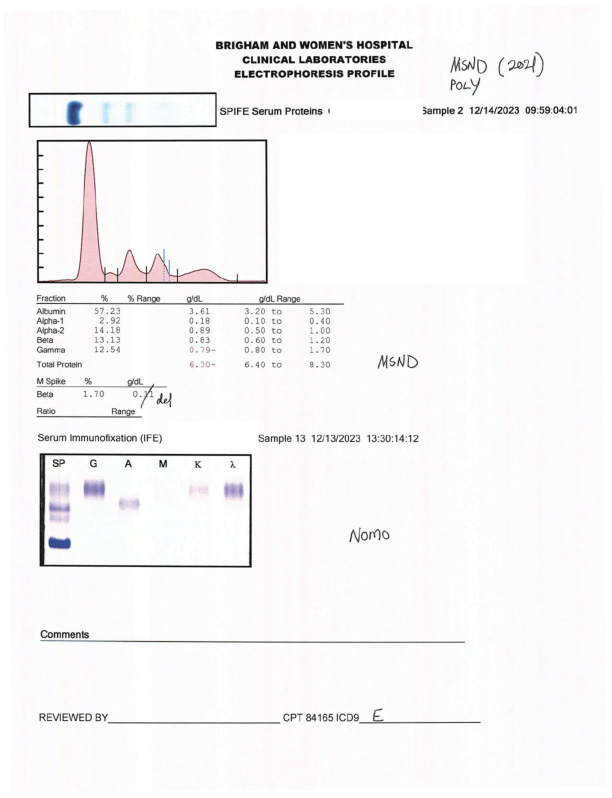 BRIGHAM AND WOMEN'S HOSPITAL
CLINICAL LABORATORIES
ELECTROPHORESIS PROFILE
MSND (2021)
POLY
SPIFE Serum Proteins
Sample 2 12/14/2023 09:59:04:01
Fraction % % Range g/dL g/dL Range
Albumin 57.23 3.61 3.20 to 5.30
Alpha-1 2.92 0.18 0.10 to 0.40
Alpha-2 14.18 0.89 0.50 to 1.00
Beta 13.13 0.83 0.60 to 1.20
Gamma 12.54 0.79- 0.80 to 1.70
Total Protein 6.30- 6.40 to 8.30
MSND
M Spike % g/dL
Beta 1.70 0.11 del
Ratio Range
Serum Immunofixation (IFE) Sample 13 12/13/2023 13:30:14:12
SP G A M K λ
Nomo
Comments
REVIEWED BY CPT 84165 ICD9 E